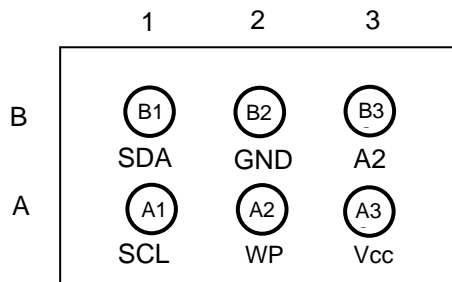 1 2 3
B B1 B2 B3
SDA GND A2
A A1 A2 A3
SCL WP Vcc